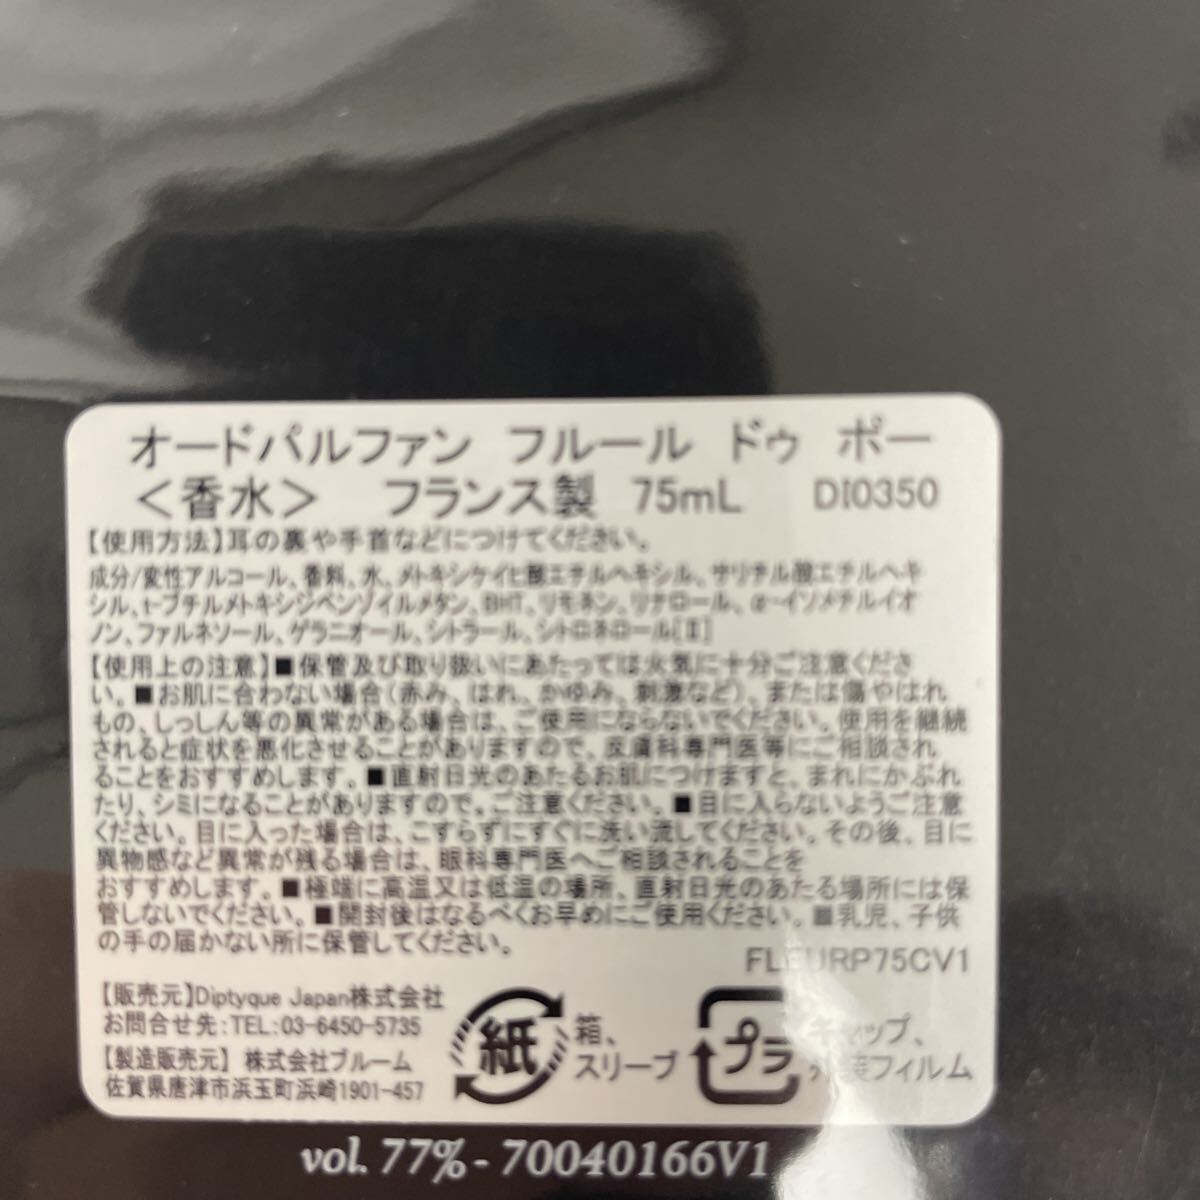 オードパルファン フルール ドゥ ポー
＜香水＞ フランス製 75mL DI0350
【使用方法】耳の裏や手首などにつけてください。
成分/変性アルコール、香料、水、メトキシケイヒ酸エチルヘキシル、サリチル酸エチルヘキ
シル、t-ブチルメトキシジベンゾイルメタン、BHT、リモネン、リナロール、α-イソメチルイオ
ノン、ファルネソール、ゲラニオール、シトラール、シトロネロール[Ⅱ]
【使用上の注意】■保管及び取り扱いにあたっては火気に十分ご注意くださ
い。■お肌に合わない場合(赤み、はれ、かゆみ、刺激など)、または傷やはれ
もの、しっしん等の異常がある場合は、ご使用にならないでください。使用を継続
されると症状を悪化させることがありますので、皮膚科専門医等にご相談され
ることをおすすめします。■直射日光のあたるお肌につけますと、まれにかぶれ
たり、シミになることがありますので。ご注意ください。■目に入らないようご注意
ください。目に入った場合は、こすらずにすぐに洗い流してください。その後、目に
異物感など異常が残る場合は、眼科専門医へご相談されることを
おすすめします。■極端に高温又は低温の場所、直射日光のあたる場所には保
管しないでください。■開封後はなるべくお早めにご使用ください。■乳児、子供
の手の届かない所に保管してください。
FLEURP75CV1
【販売元】Diptyque Japan株式会社
お問合せ先:TEL:03-6450-5735
【製造販売元】 株式会社ブルーム
佐賀県唐津市浜玉町浜崎1901-457
紙 箱、
スリーブ
プラ キャップ、
外装フィルム
vol. 77% - 70040166V1